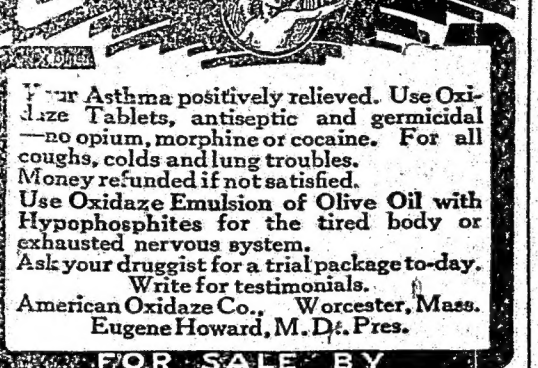 Your Asthma positively relieved. Use Oxi-
daze Tablets, antiseptic and germicidal
—no opium, morphine or cocaine. For all
coughs, colds and lung troubles.
Money refunded if not satisfied.
Use Oxidaze Emulsion of Olive Oil with
Hypophosphites for the tired body or
exhausted nervous system.
Ask your druggist for a trial package to-day.
Write for testimonials.
American Oxidaze Co., Worcester, Mass.
Eugene Howard, M. D., Pres.
FOR SALE BY